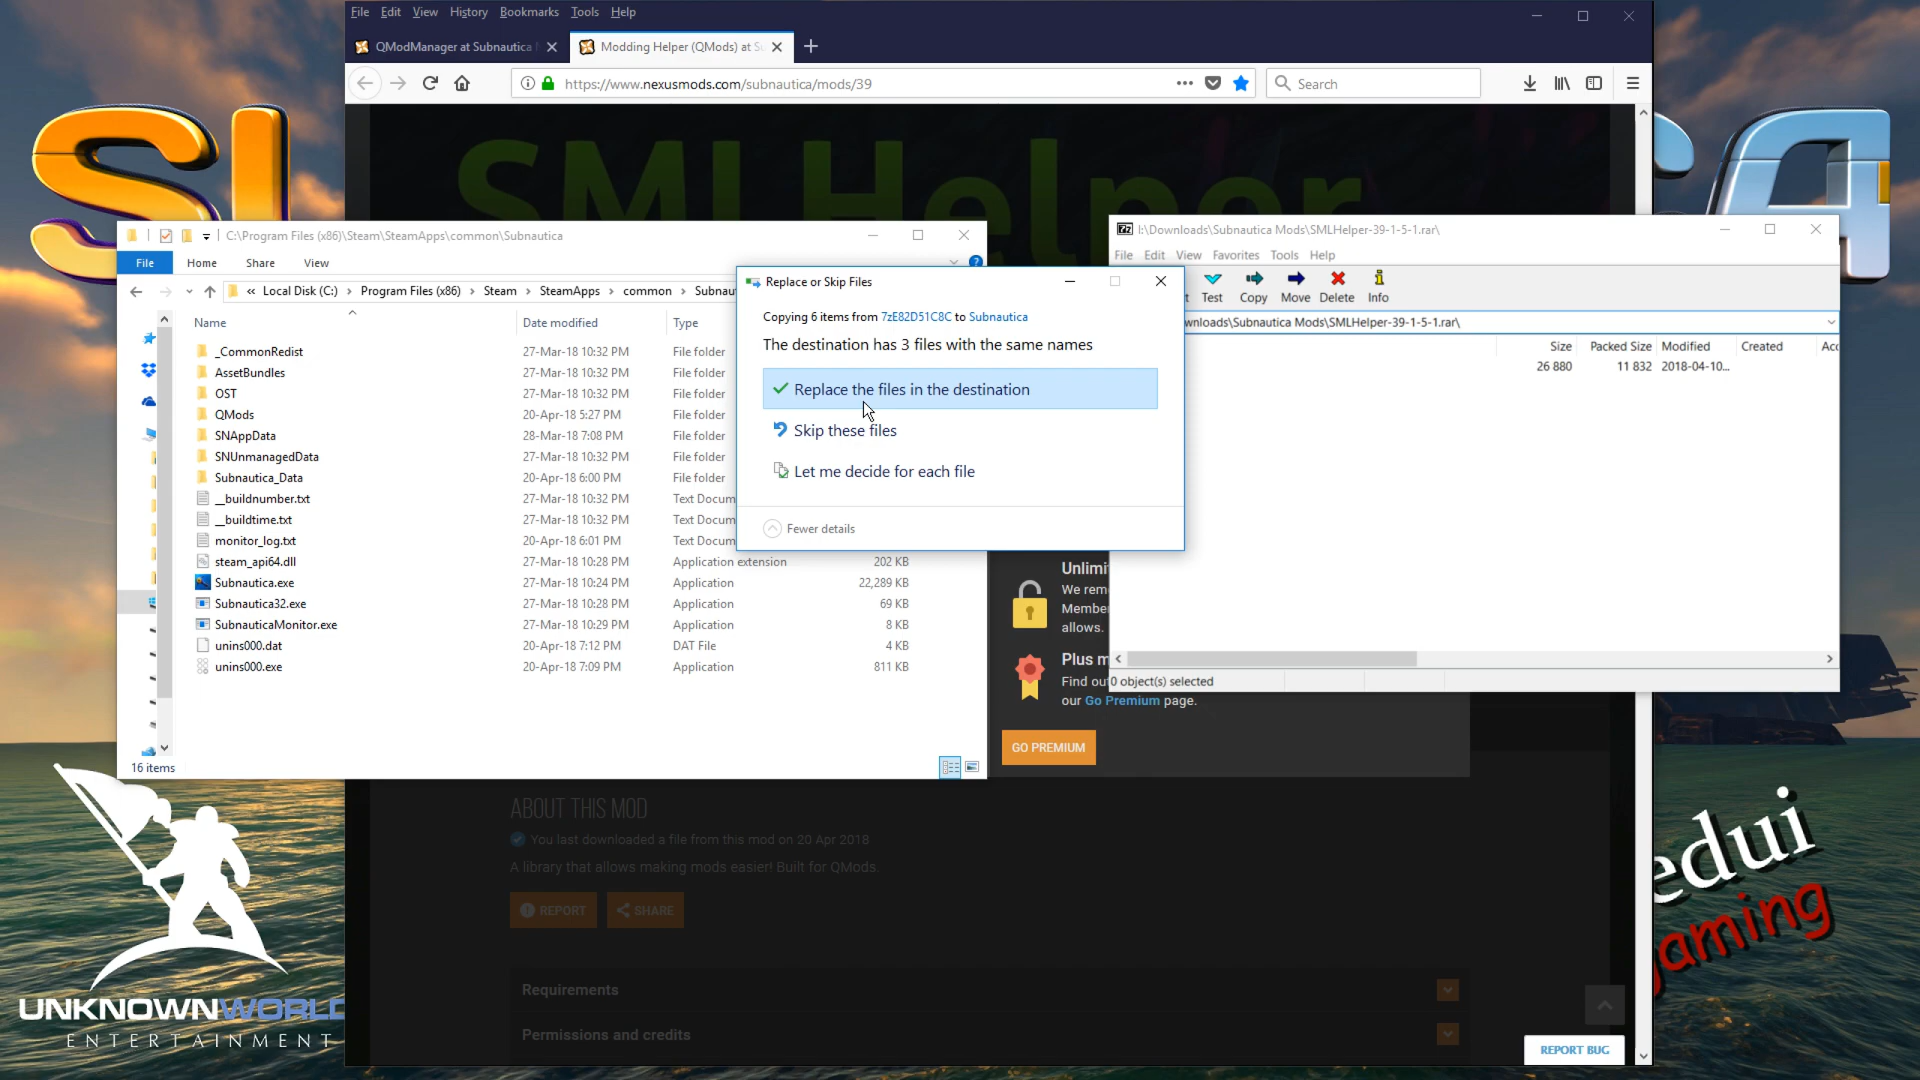 File Edit View History Bookmarks Tools Help
QModManager at Subnautica
Modding Helper (QMods) at Su
https://www.nexusmods.com/subnautica/mods/39
Search
SMLHelper
C:\Program Files (x86)\Steam\SteamApps\common\Subnautica
File Home Share View
« Local Disk (C:) › Program Files (x86) › Steam › SteamApps › common › Subnau
Name Date modified Type
_CommonRedist 27-Mar-18 10:32 PM File folder
AssetBundles 27-Mar-18 10:32 PM File folder
OST 27-Mar-18 10:32 PM File folder
QMods 20-Apr-18 5:27 PM File folder
SNAppData 28-Mar-18 7:08 PM File folder
SNUnmanagedData 27-Mar-18 10:32 PM File folder
Subnautica_Data 20-Apr-18 6:00 PM File folder
__buildnumber.txt 27-Mar-18 10:32 PM Text Docum
__buildtime.txt 27-Mar-18 10:32 PM Text Docum
monitor_log.txt 20-Apr-18 6:01 PM Text Docum
steam_api64.dll 27-Mar-18 10:28 PM Application extension 202 KB
Subnautica.exe 27-Mar-18 10:24 PM Application 22,289 KB
Subnautica32.exe 27-Mar-18 10:28 PM Application 69 KB
SubnauticaMonitor.exe 27-Mar-18 10:29 PM Application 8 KB
unins000.dat 20-Apr-18 7:12 PM DAT File 4 KB
unins000.exe 20-Apr-18 7:09 PM Application 811 KB
16 items
Replace or Skip Files
Copying 6 items from 7zE82D51C8C to Subnautica
The destination has 3 files with the same names
Replace the files in the destination
Skip these files
Let me decide for each file
Fewer details
I:\Downloads\Subnautica Mods\SMLHelper-39-1-5-1.rar\
File Edit View Favorites Tools Help
t Test Copy Move Delete Info
wnloads\Subnautica Mods\SMLHelper-39-1-5-1.rar\
Size Packed Size Modified Created Acc
26 880 11 832 2018-04-10...
0 object(s) selected
Unlimi
We rem
Member
allows.
Plus m
Find out
our Go Premium page.
GO PREMIUM
ABOUT THIS MOD
You last downloaded a file from this mod on 20 Apr 2018
A library that allows making mods easier! Built for QMods.
REPORT SHARE
Requirements
Permissions and credits
REPORT BUG
UNKNOWNWORL
ENTERTAINMENT
edui
gaming